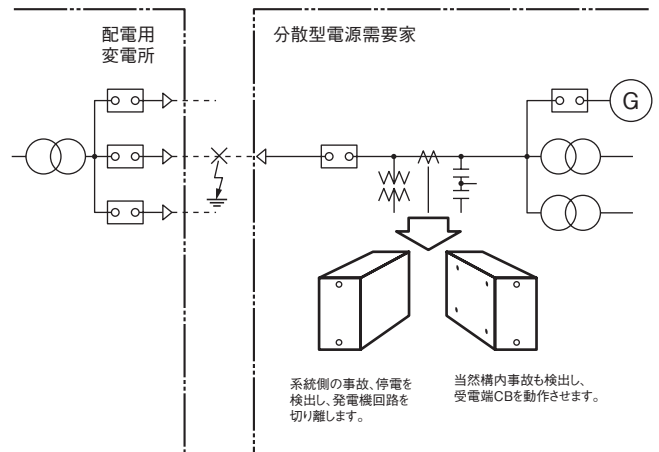 配電用
変電所
分散型電源需要家
G
系統側の事故、停電を
検出し、発電機回路を
切り離します。
当然構内事故も検出し、
受電端CBを動作させます。